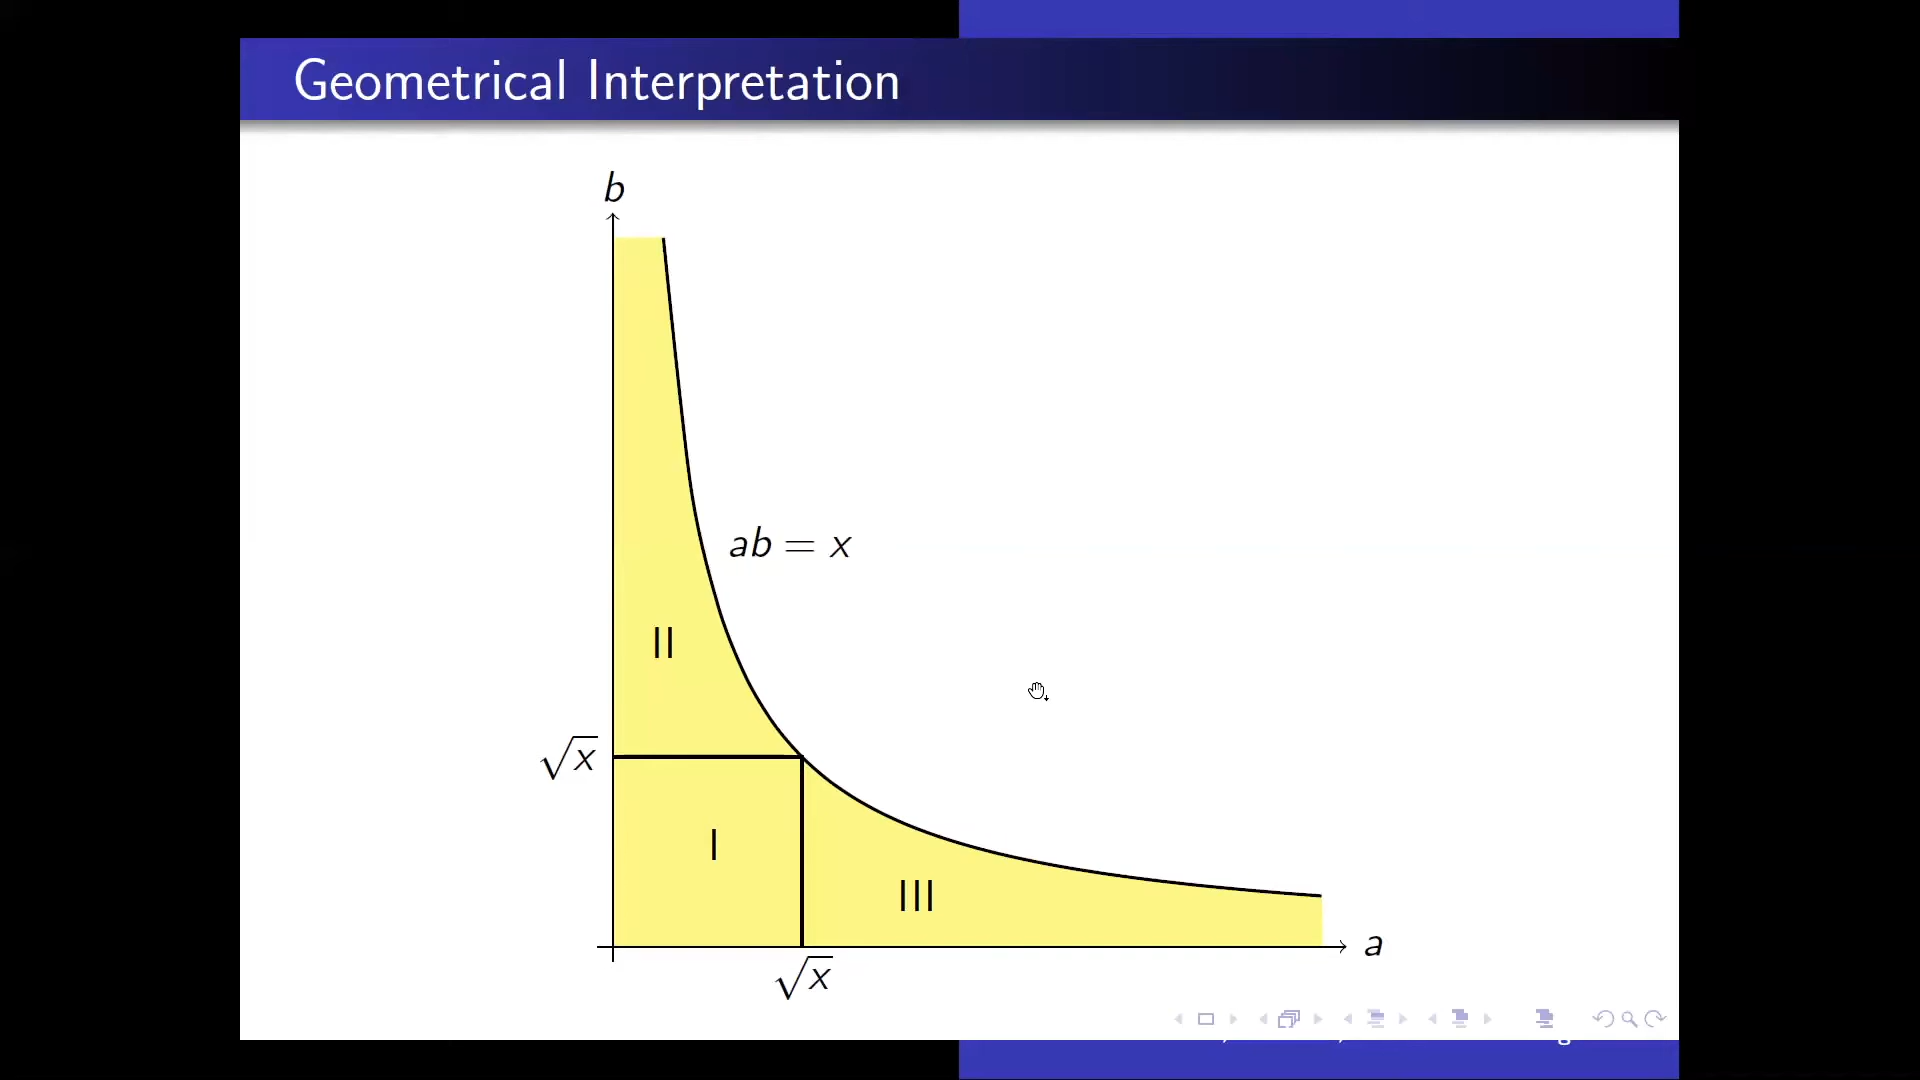 Geometrical Interpretation
b
ab = x
II
√x
I
III
a
√x